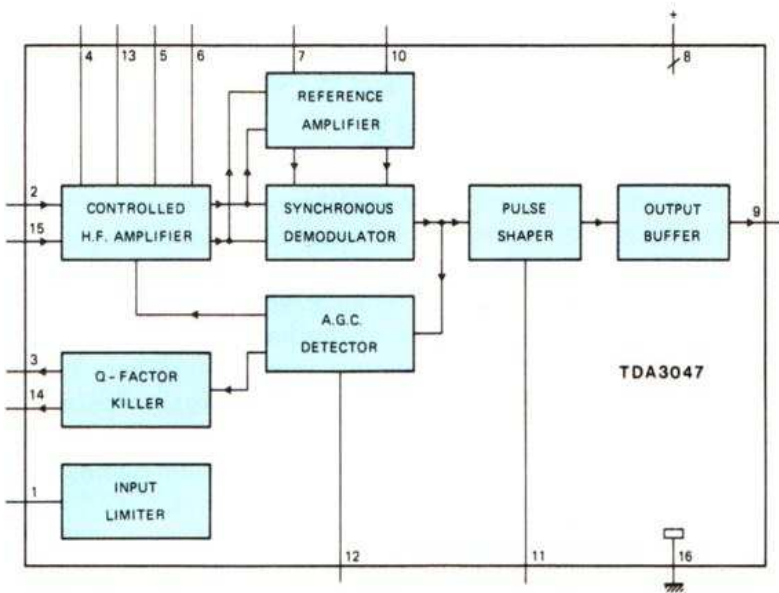 +
4 13 5 6 7 10 8
REFERENCE
AMPLIFIER
2
15
CONTROLLED
H.F. AMPLIFIER
SYNCHRONOUS
DEMODULATOR
PULSE
SHAPER
OUTPUT
BUFFER
9
A.G.C.
DETECTOR
3
14
Q-FACTOR
KILLER
TDA3047
1
INPUT
LIMITER
12 11 16